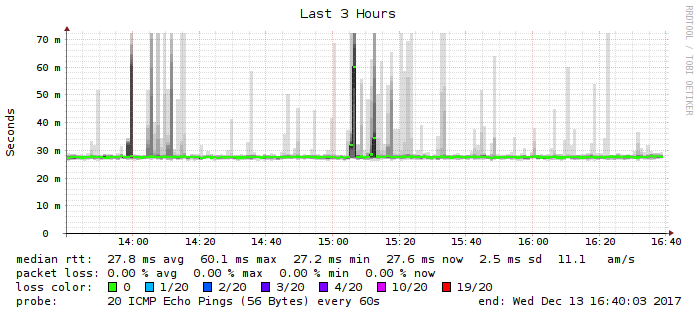 Last 3 Hours
RRDTOOL / TOBI OETIKER
Seconds
70 m
60 m
50 m
40 m
30 m
20 m
10 m
0
14:00 14:20 14:40 15:00 15:20 15:40 16:00 16:20 16:40
median rtt: 27.8 ms avg 60.1 ms max 27.2 ms min 27.6 ms now 2.5 ms sd 11.1 am/s
packet loss: 0.00 % avg 0.00 % max 0.00 % min 0.00 % now
loss color: 0 1/20 2/20 3/20 4/20 10/20 19/20
probe: 20 ICMP Echo Pings (56 Bytes) every 60s end: Wed Dec 13 16:40:03 2017